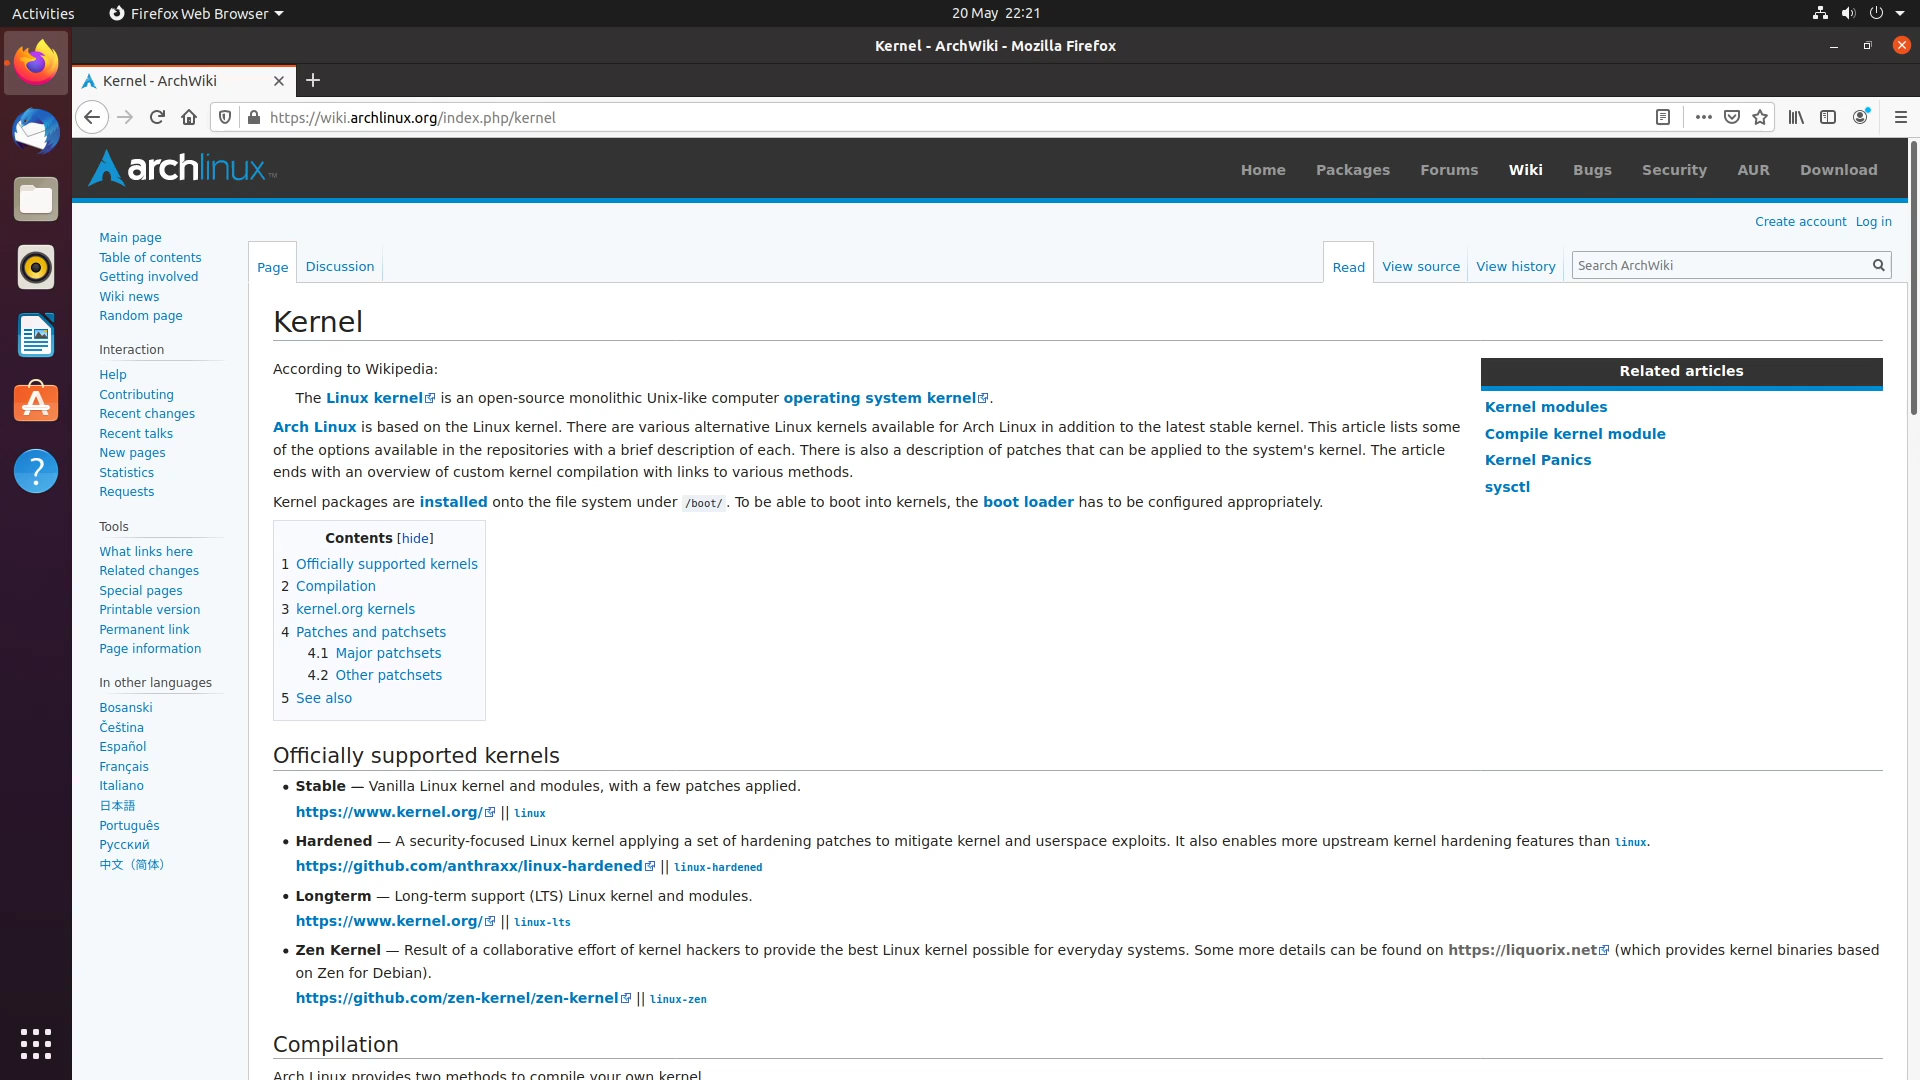 Activities
Firefox Web Browser
20 May 22:21
Kernel - ArchWiki - Mozilla Firefox
Kernel - ArchWiki
https://wiki.archlinux.org/index.php/kernel
archlinux™
Home
Packages
Forums
Wiki
Bugs
Security
AUR
Download
Create account
Log in
Main page
Table of contents
Getting involved
Wiki news
Random page
Interaction
Help
Contributing
Recent changes
Recent talks
New pages
Statistics
Requests
Tools
What links here
Related changes
Special pages
Printable version
Permanent link
Page information
In other languages
Bosanski
Čeština
Español
Français
Italiano
日本語
Português
Русский
中文（简体）
Page
Discussion
Read
View source
View history
Search ArchWiki
Kernel
According to Wikipedia:
The Linux kernel is an open-source monolithic Unix-like computer operating system kernel.
Arch Linux is based on the Linux kernel. There are various alternative Linux kernels available for Arch Linux in addition to the latest stable kernel. This article lists some
of the options available in the repositories with a brief description of each. There is also a description of patches that can be applied to the system's kernel. The article
ends with an overview of custom kernel compilation with links to various methods.
Kernel packages are installed onto the file system under /boot/. To be able to boot into kernels, the boot loader has to be configured appropriately.
Related articles
Kernel modules
Compile kernel module
Kernel Panics
sysctl
Contents [hide]
1 Officially supported kernels
2 Compilation
3 kernel.org kernels
4 Patches and patchsets
4.1 Major patchsets
4.2 Other patchsets
5 See also
Officially supported kernels
• Stable — Vanilla Linux kernel and modules, with a few patches applied.
https://www.kernel.org/ || linux
• Hardened — A security-focused Linux kernel applying a set of hardening patches to mitigate kernel and userspace exploits. It also enables more upstream kernel hardening features than linux.
https://github.com/anthraxx/linux-hardened || linux-hardened
• Longterm — Long-term support (LTS) Linux kernel and modules.
https://www.kernel.org/ || linux-lts
• Zen Kernel — Result of a collaborative effort of kernel hackers to provide the best Linux kernel possible for everyday systems. Some more details can be found on https://liquorix.net (which provides kernel binaries based
on Zen for Debian).
https://github.com/zen-kernel/zen-kernel || linux-zen
Compilation
Arch Linux provides two methods to compile your own kernel